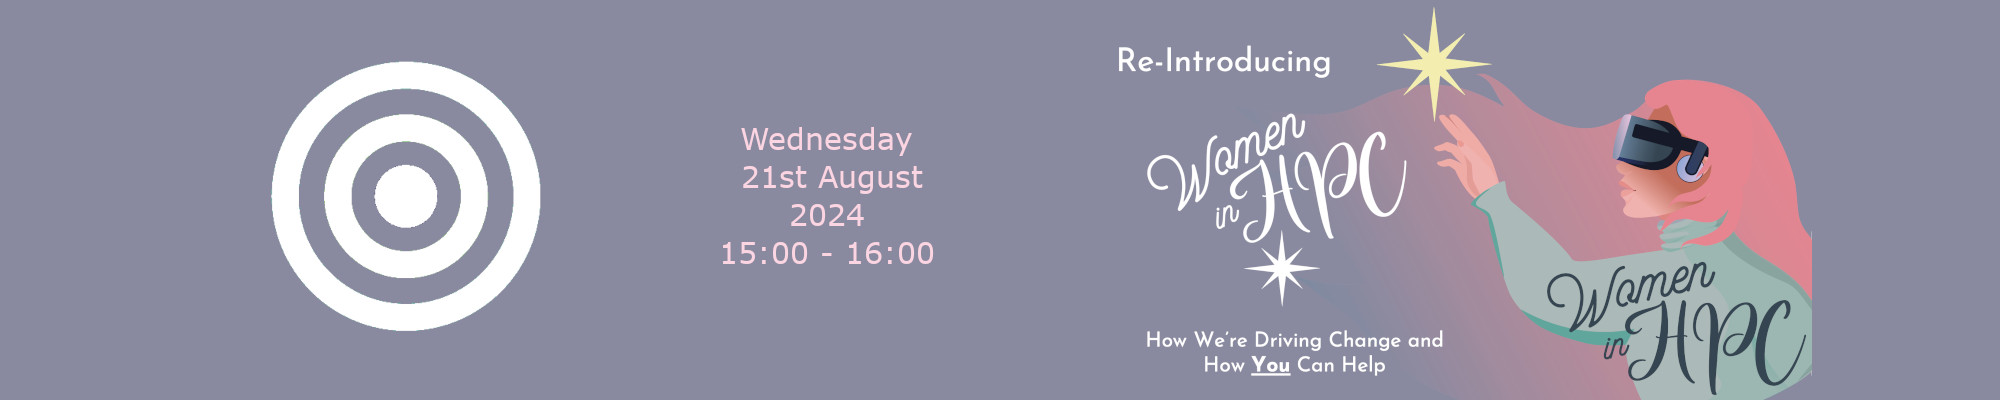 Wednesday
21st August
2024
15:00 - 16:00
Re-Introducing
Women
in HPC
How We're Driving Change and
How You Can Help
Women
in HPC